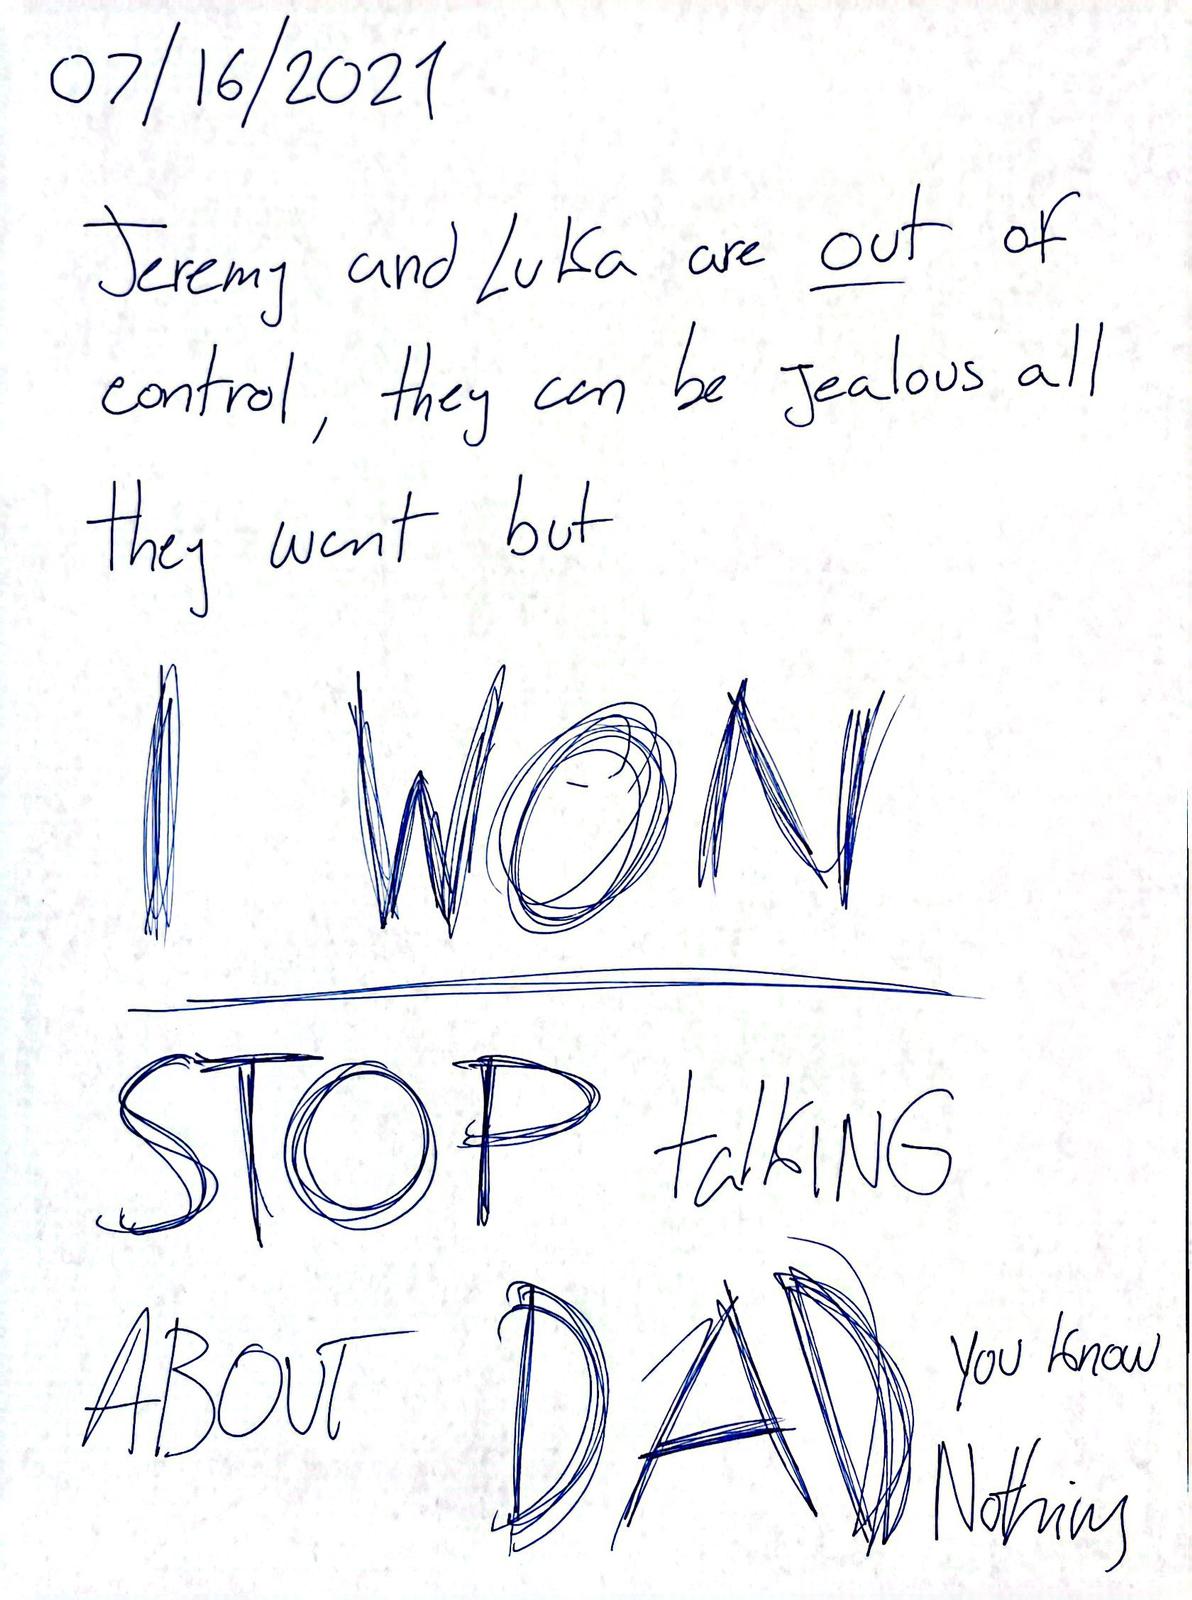 07/16/2021
Jeremy and Luka are out of
control, they can be jealous all
they want but
I WON
STOP talKING
ABOUT DAD you know
Nothing